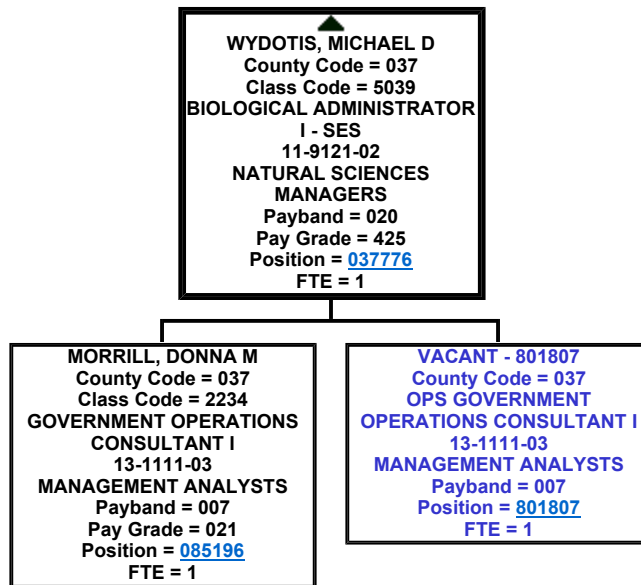 WYDOTIS, MICHAEL D
County Code = 037
Class Code = 5039
BIOLOGICAL ADMINISTRATOR
I - SES
11-9121-02
NATURAL SCIENCES
MANAGERS
Payband = 020
Pay Grade = 425
Position = 037776
FTE = 1
MORRILL, DONNA M
County Code = 037
Class Code = 2234
GOVERNMENT OPERATIONS
CONSULTANT I
13-1111-03
MANAGEMENT ANALYSTS
Payband = 007
Pay Grade = 021
Position = 085196
FTE = 1
VACANT - 801807
County Code = 037
OPS GOVERNMENT
OPERATIONS CONSULTANT I
13-1111-03
MANAGEMENT ANALYSTS
Payband = 007
Position = 801807
FTE = 1